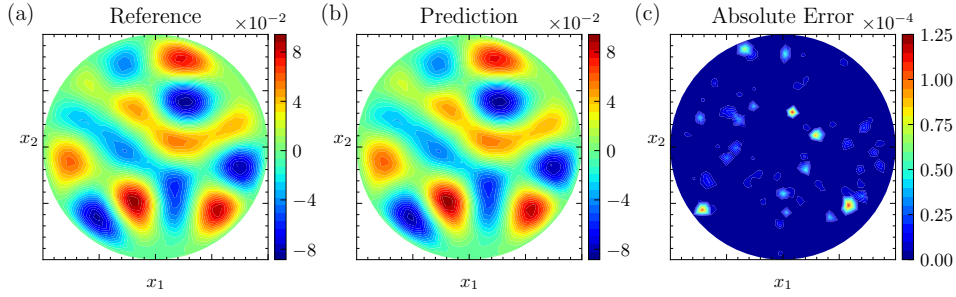 (a) Reference ×10−2
8
4
0
−4
−8
x2
x1
(b) Prediction ×10−2
8
4
0
−4
−8
x2
x1
(c) Absolute Error ×10−4
1.25
1.00
0.75
0.50
0.25
0.00
x2
x1